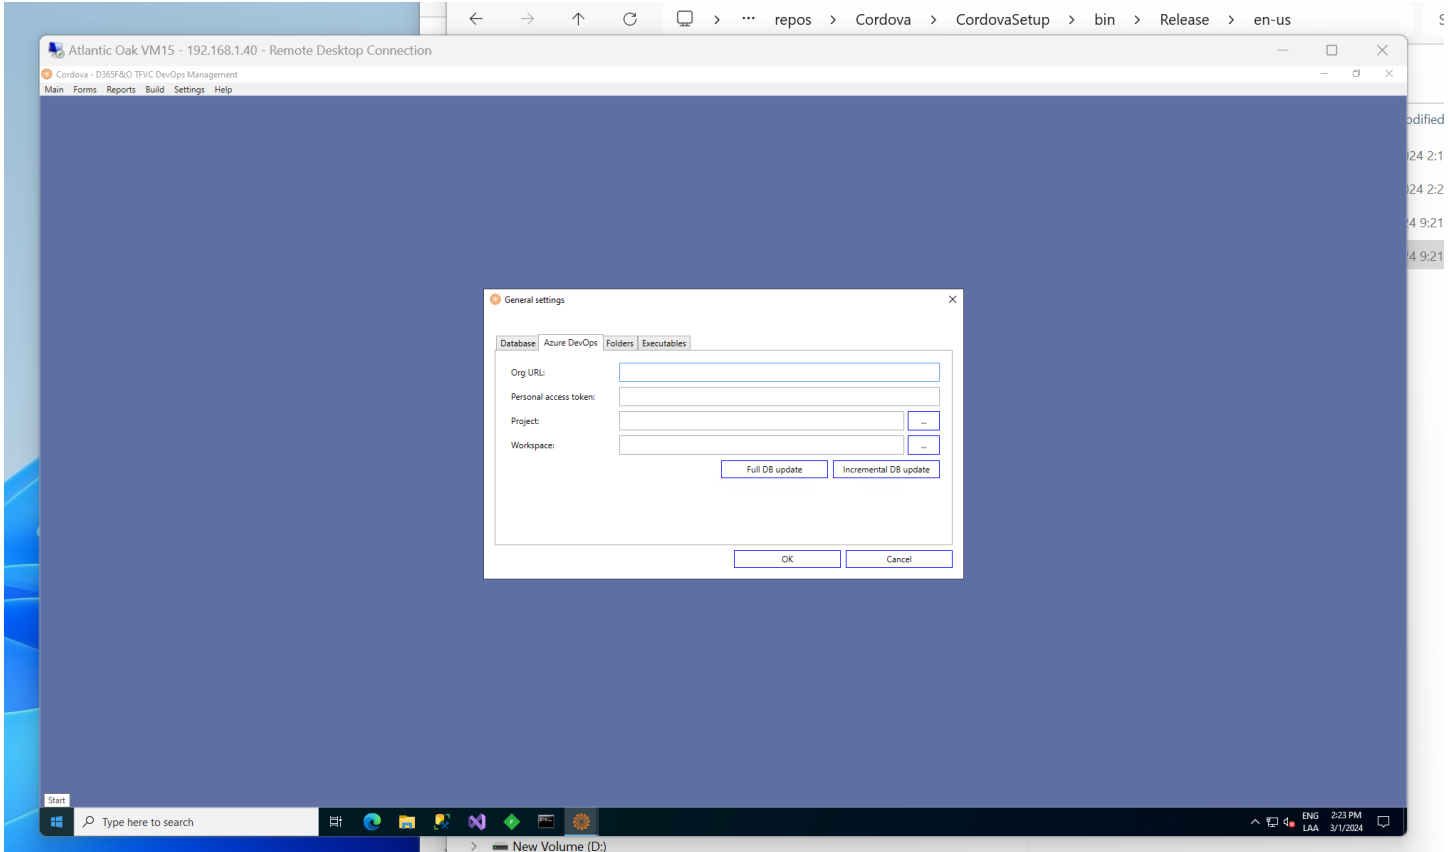 ··· > repos > Cordova > CordovaSetup > bin > Release > en-us
Atlantic Oak VM15 - 192.168.1.40 - Remote Desktop Connection
Cordova - D365F&O TFVC DevOps Management
Main Forms Reports Build Settings Help
odified
24 2:1
24 2:2
4 9:21
4 9:21
General settings
Database Azure DevOps Folders Executables
Org URL:
Personal access token:
Project: ...
Workspace: ...
Full DB update Incremental DB update
OK Cancel
Start
Type here to search
ENG 2:23 PM
LAA 3/1/2024
New Volume (D:)